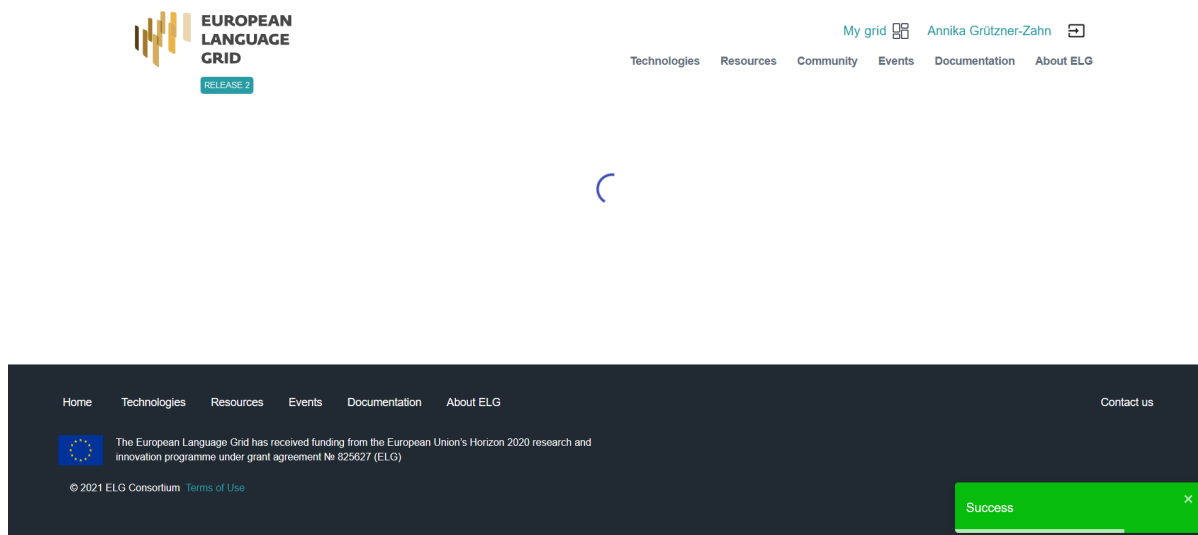 EUROPEAN
LANGUAGE
GRID
RELEASE 2
My grid Annika Grützner-Zahn
Technologies Resources Community Events Documentation About ELG
Home Technologies Resources Events Documentation About ELG Contact us
The European Language Grid has received funding from the European Union's Horizon 2020 research and
innovation programme under grant agreement № 825627 (ELG)
© 2021 ELG Consortium Terms of Use
Success ×